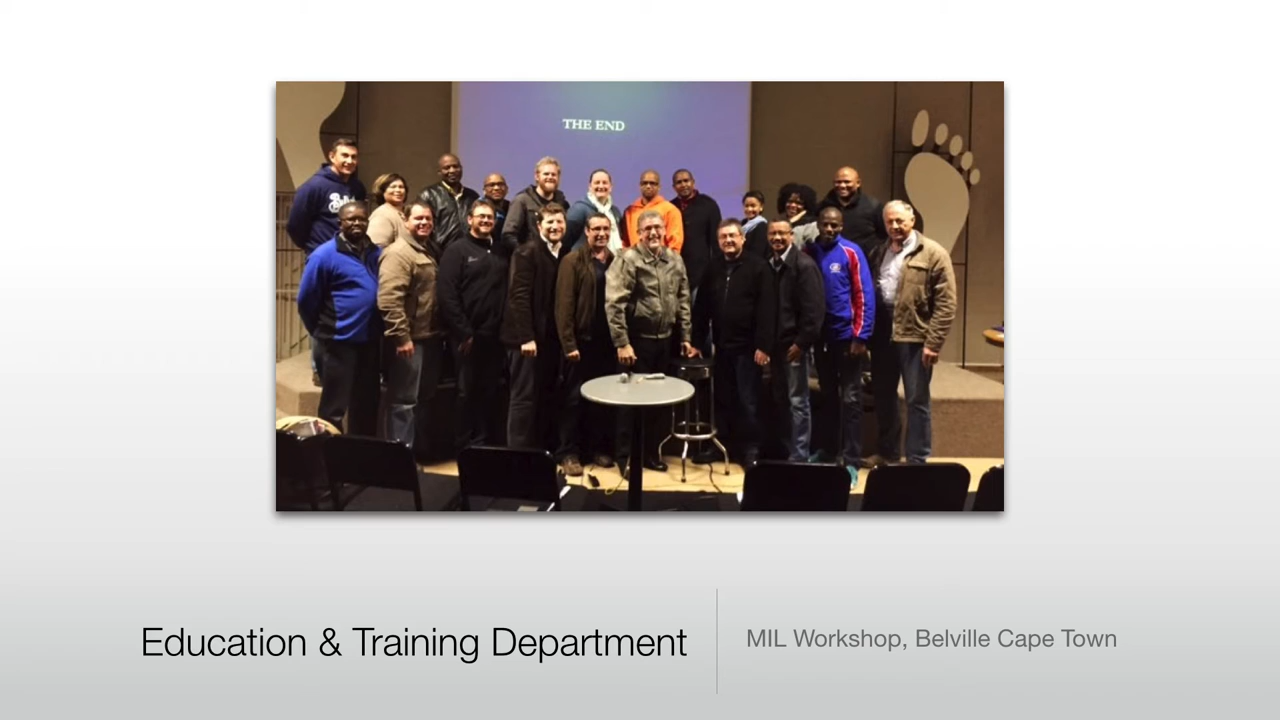 THE END
Education & Training Department
MIL Workshop, Belville Cape Town